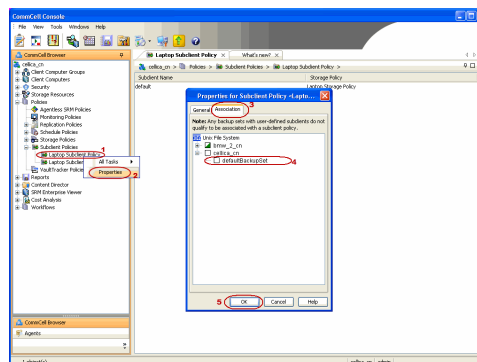 CommCell Console
File View Tools Windows Help
CommCell Browser
Laptop Subclient Policy
What's new?
cellica_cn
Client Computer Groups
Client Computers
Security
Storage Resources
Policies
Agentless SRM Policies
Monitoring Policies
Replication Policies
Schedule Policies
Storage Policies
Subclient Policies
Laptop Subclient Policy
Laptop Subclien
VaultTracker Policies
Reports
Content Director
SRM Enterprise Viewer
Cost Analysis
Workflows
1
All Tasks
Properties
2
cellica_cn > Policies > Subclient Policies > Laptop Subclient Policy >
Subclient Name
Storage Policy
default
Laptop Storage Policy
Properties for Subclient Policy <Lapto...
General
Association
3
Note: Any backup sets with user-defined subclients do not
qualify to be associated with a subclient policy.
Unix File System
bmw_2_cn
cellica_cn
defaultBackupSet
4
5
OK
Cancel
Help
CommCell Browser
Agents
1 object(s)
cellica_cn
admin